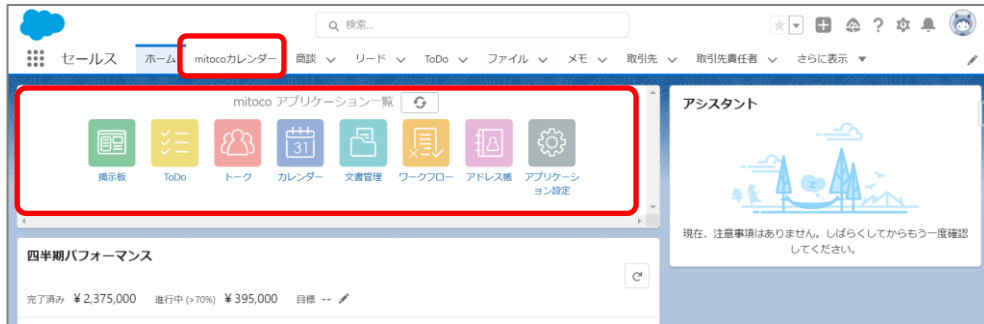 検索...
セールス ホーム mitocoカレンダー 商談 リード ToDo ファイル メモ 取引先 取引先責任者 さらに表示
mitoco アプリケーション一覧
31
掲示板 ToDo トーク カレンダー 文書管理 ワークフロー アドレス帳 アプリケーシ
ョン設定
アシスタント
z
現在、注意事項はありません。しばらくしてからもう一度確認
してください。
四半期パフォーマンス
完了済み ¥ 2,375,000 進行中 (>70%) ¥ 395,000 目標 --